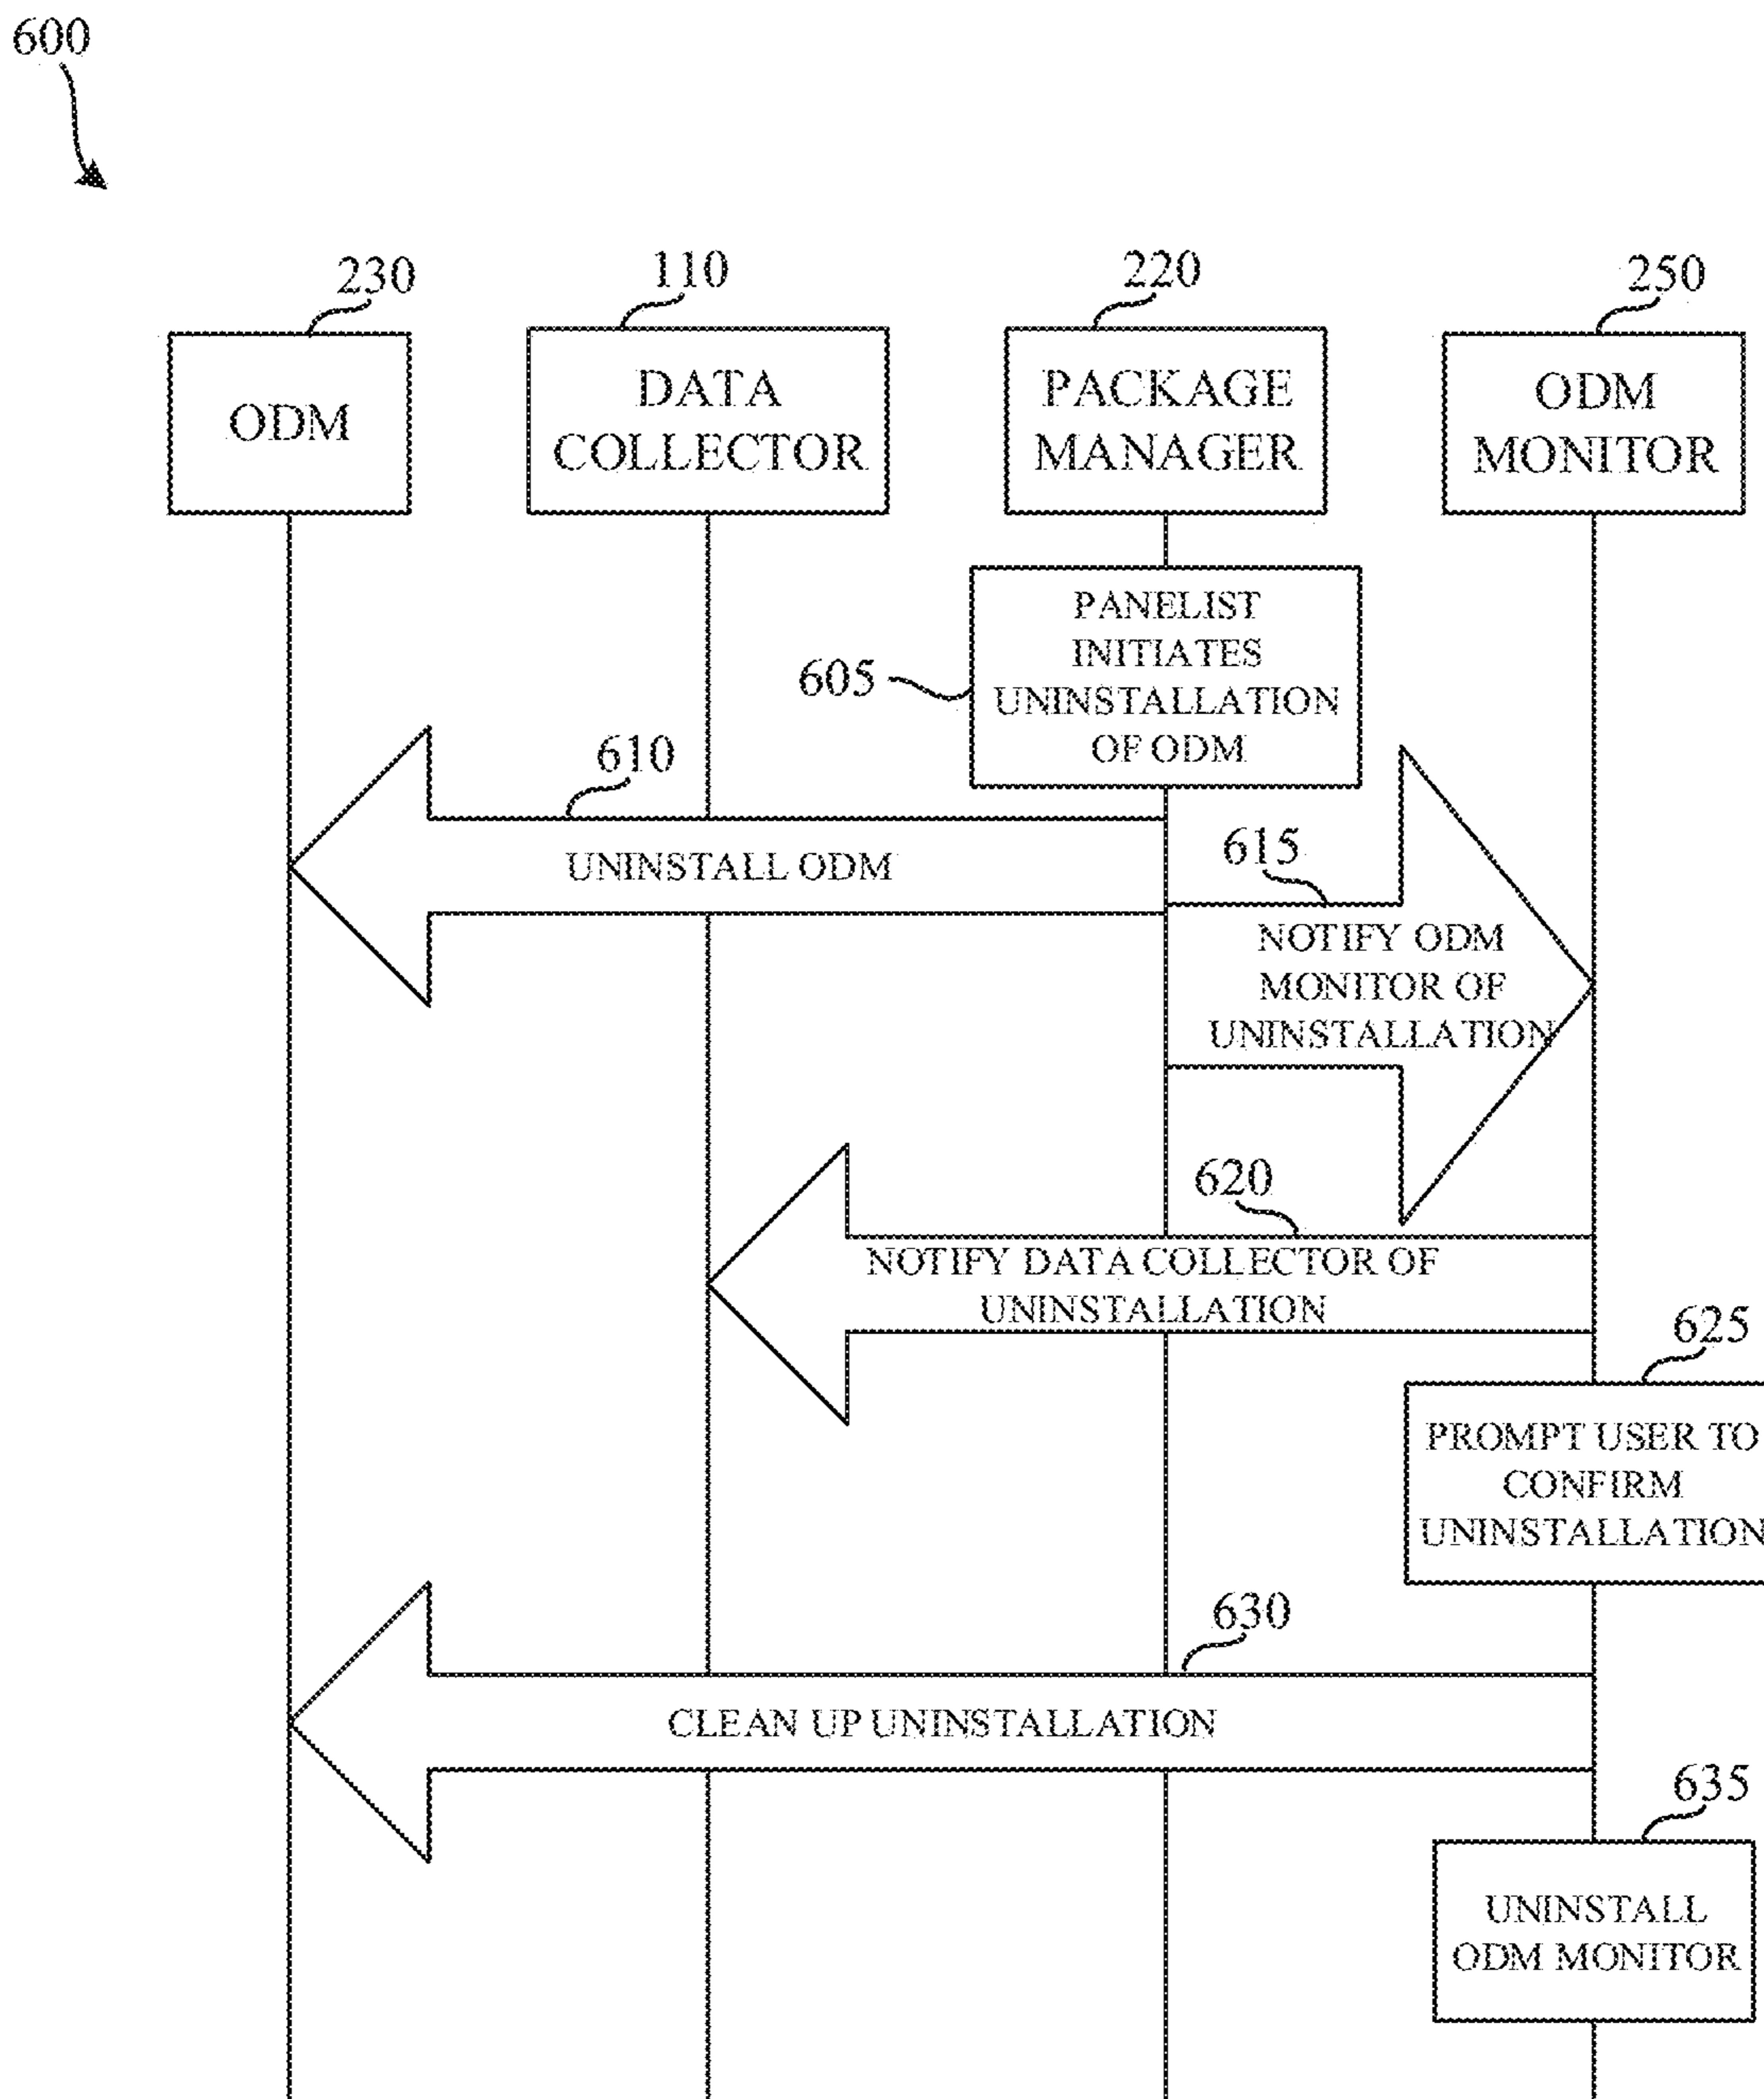 600
230
110
220
250
ODM
DATA
COLLECTOR
PACKAGE
MANAGER
ODM
MONITOR
605
PANELIST
INITIATES
UNINSTALLATION
OF ODM
610
UNINSTALL ODM
615
NOTIFY ODM
MONITOR OF
UNINSTALLATION
620
NOTIFY DATA COLLECTOR OF
UNINSTALLATION
625
PROMPT USER TO
CONFIRM
UNINSTALLATION
630
CLEAN UP UNINSTALLATION
635
UNINSTALL
ODM MONITOR